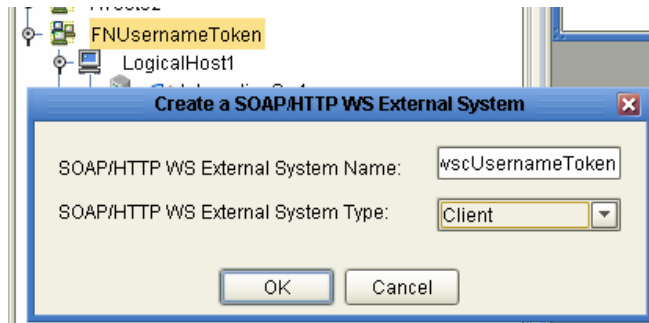 FNUsernameToken
LogicalHost1
Create a SOAP/HTTP WS External System
SOAP/HTTP WS External System Name:
wscUsernameToken
SOAP/HTTP WS External System Type:
Client
OK
Cancel